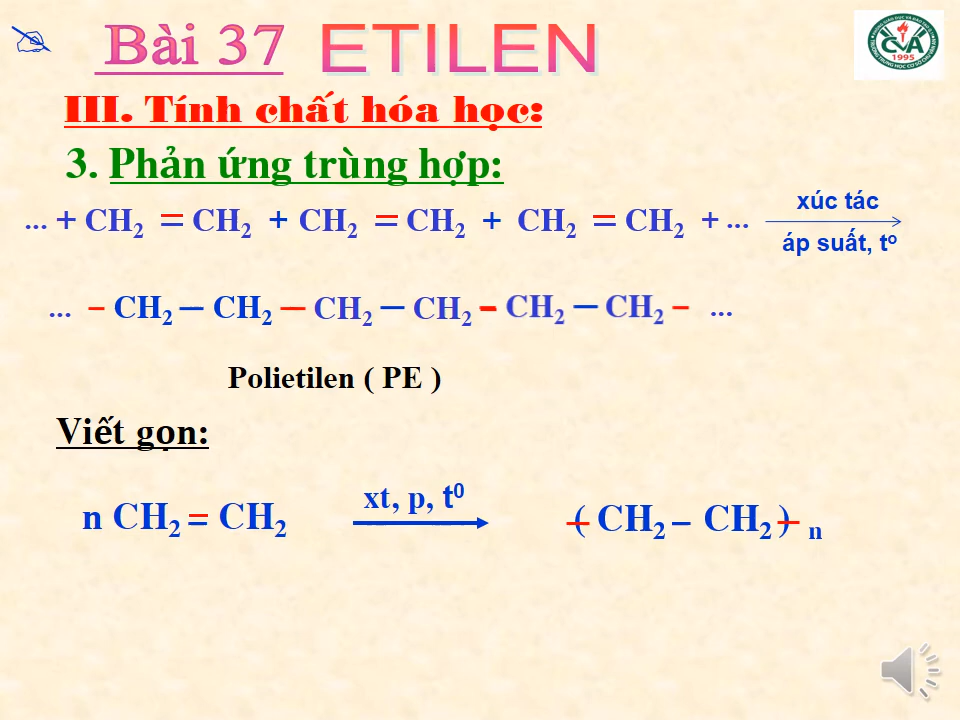 Bài 37 ETILEN
CVA
1995
III. Tính chất hóa học:
3. Phản ứng trùng hợp:
... + CH2 = CH2 + CH2 = CH2 + CH2 = CH2 + ...
xúc tác
áp suất, tº
... – CH2 – CH2 – CH2 – CH2 – CH2 – CH2 – ...
Polietilen ( PE )
Viết gọn:
n CH2 = CH2
xt, p, t0
( CH2 – CH2 ) n